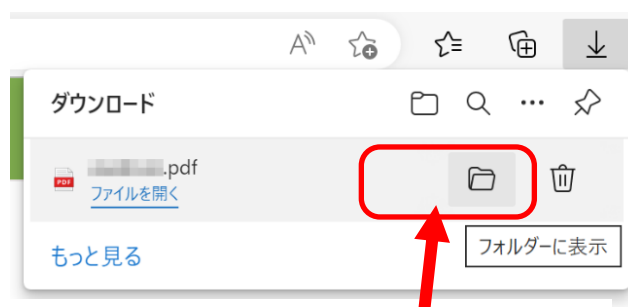 ダウンロード
.pdf
PDF
ファイルを開く
もっと見る
フォルダーに表示